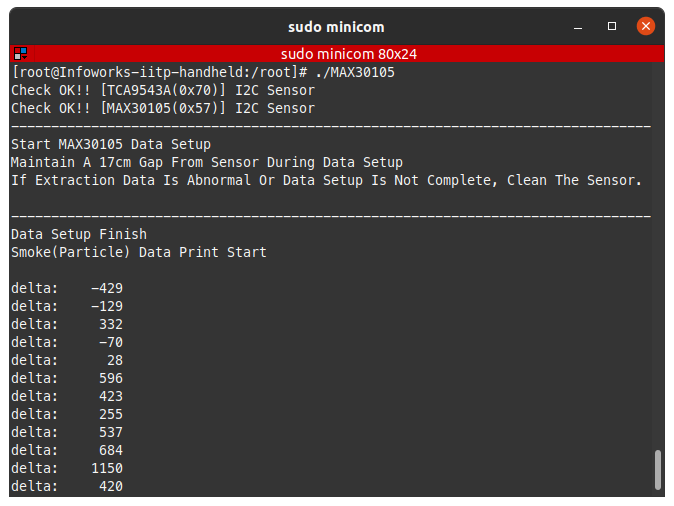 sudo minicom
sudo minicom 80x24
[root@Infoworks-iitp-handheld:/root]# ./MAX30105
Check OK!! [TCA9543A(0x70)] I2C Sensor
Check OK!! [MAX30105(0x57)] I2C Sensor
________________________________________________________________________________
Start MAX30105 Data Setup
Maintain A 17cm Gap From Sensor During Data Setup
If Extraction Data Is Abnormal Or Data Setup Is Not Complete, Clean The Sensor.
________________________________________________________________________________
Data Setup Finish
Smoke(Particle) Data Print Start
delta:    -429
delta:    -129
delta:     332
delta:     -70
delta:      28
delta:     596
delta:     423
delta:     255
delta:     537
delta:     684
delta:    1150
delta:     420